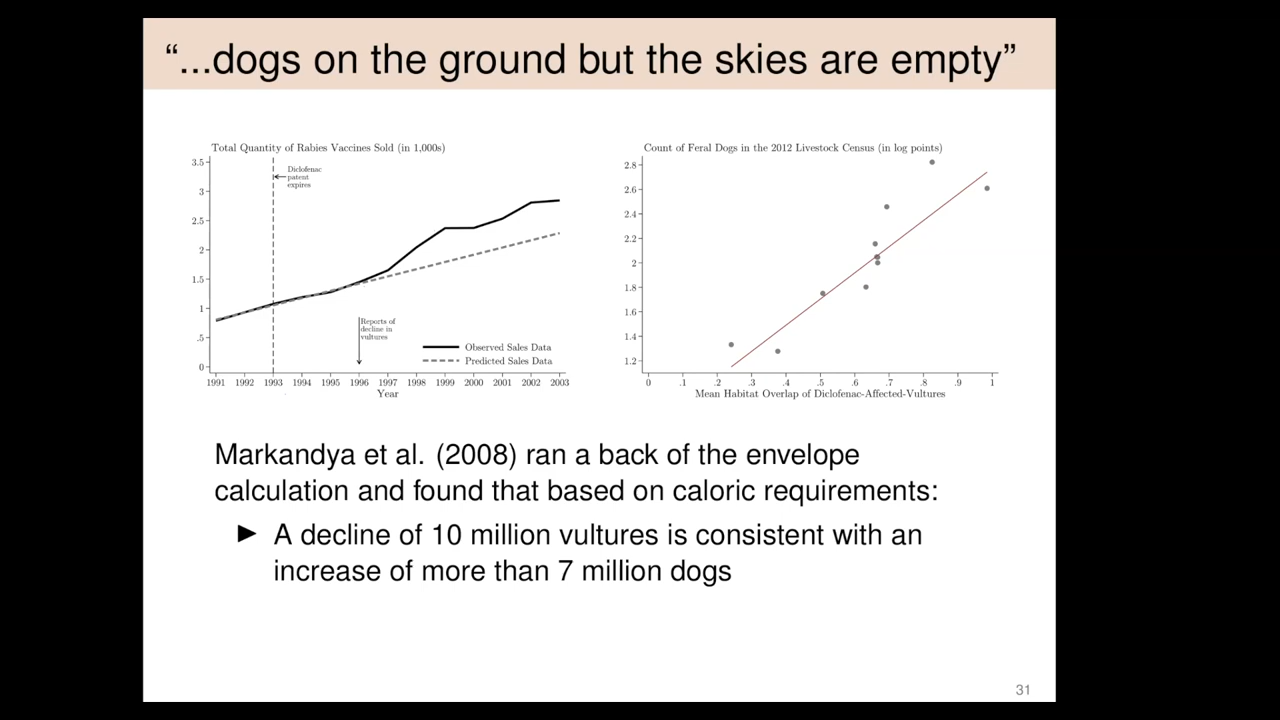 “...dogs on the ground but the skies are empty”
Total Quantity of Rabies Vaccines Sold (in 1,000s)
3.5
3
2.5
2
1.5
1
.5
0
Diclofenac
patent
expires
Reports of
decline in
vultures
Observed Sales Data
Predicted Sales Data
1991 1992 1993 1994 1995 1996 1997 1998 1999 2000 2001 2002 2003
Year
Count of Feral Dogs in the 2012 Livestock Census (in log points)
2.8
2.6
2.4
2.2
2
1.8
1.6
1.4
1.2
0 .1 .2 .3 .4 .5 .6 .7 .8 .9 1
Mean Habitat Overlap of Diclofenac-Affected-Vultures
Markandya et al. (2008) ran a back of the envelope
calculation and found that based on caloric requirements:
► A decline of 10 million vultures is consistent with an
increase of more than 7 million dogs
31